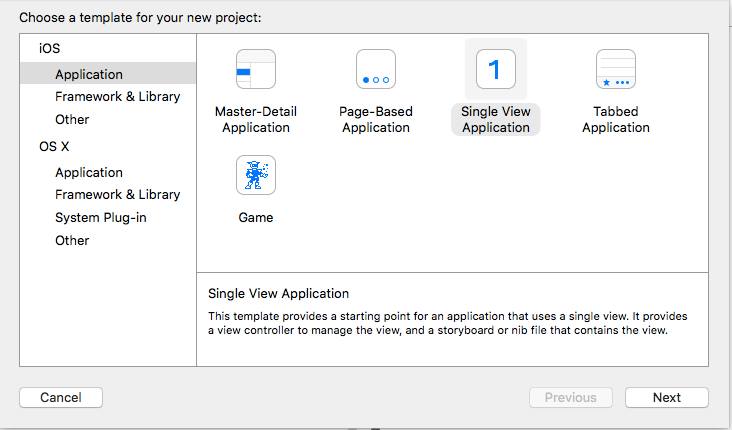 Choose a template for your new project:
iOS
Application
Framework & Library
Other
OS X
Application
Framework & Library
System Plug-in
Other
Master-Detail
Application
Page-Based
Application
1
Single View
Application
Tabbed
Application
Game
Single View Application
This template provides a starting point for an application that uses a single view. It provides
a view controller to manage the view, and a storyboard or nib file that contains the view.
Cancel
Previous
Next